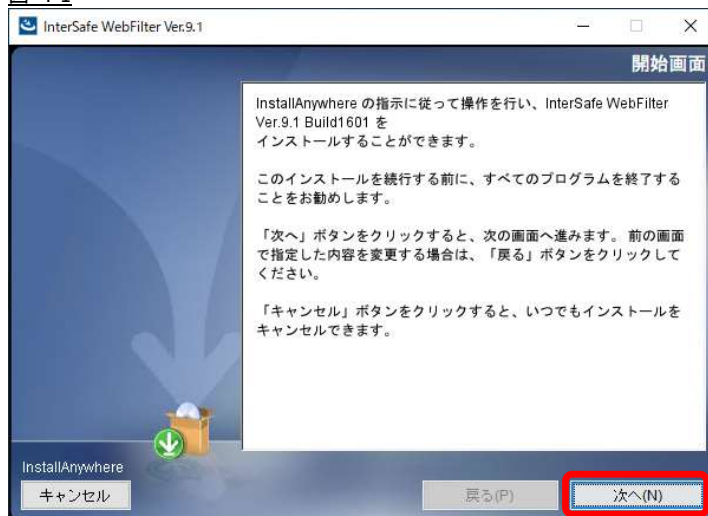 InterSafe WebFilter Ver.9.1
開始画面
InstallAnywhere の指示に従って操作を行い、InterSafe WebFilter
Ver.9.1 Build1601 を
インストールすることができます。
このインストールを続行する前に、すべてのプログラムを終了する
ことをお勧めします。
「次へ」ボタンをクリックすると、次の画面へ進みます。 前の画面
で指定した内容を変更する場合は、「戻る」ボタンをクリックして
ください。
「キャンセル」ボタンをクリックすると、いつでもインストールを
キャンセルできます。
InstallAnywhere
キャンセル
戻る(P)
次へ(N)